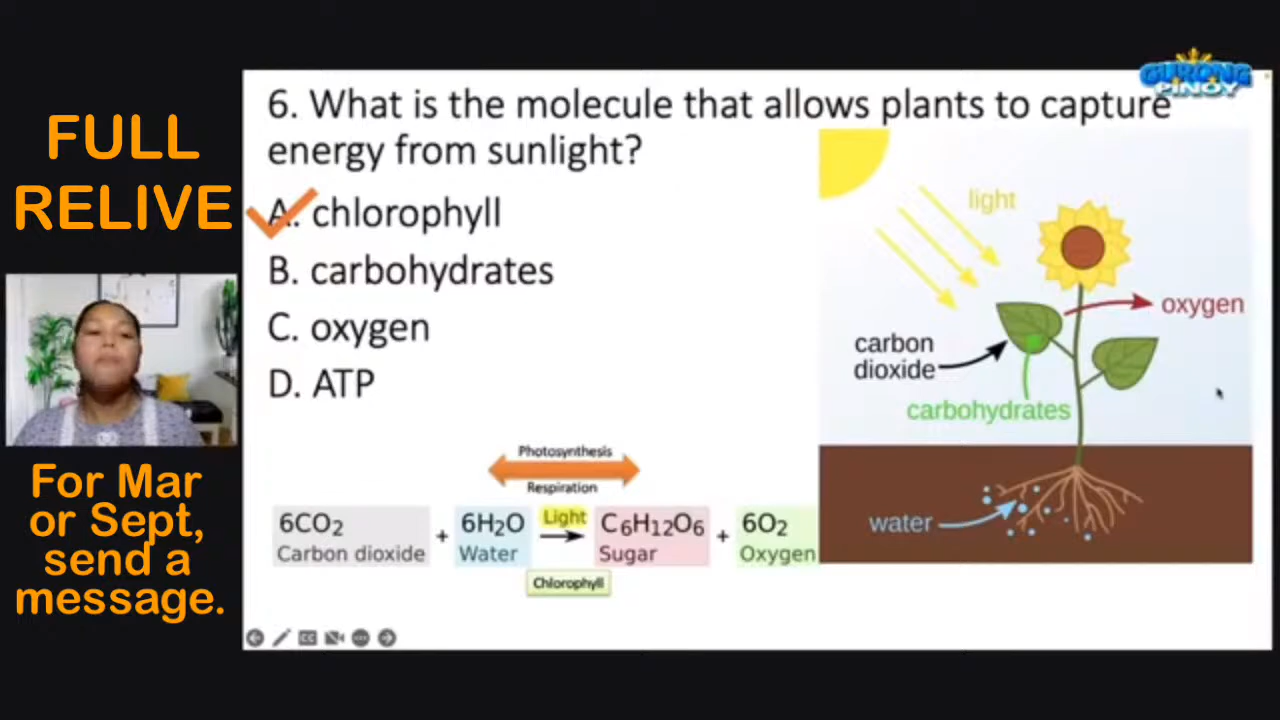 GURONG
PINOY
FULL
RELIVE
For Mar
or Sept,
send a
message.
6. What is the molecule that allows plants to capture
energy from sunlight?
A. chlorophyll
B. carbohydrates
C. oxygen
D. ATP
light
oxygen
carbon
dioxide
carbohydrates
water
Photosynthesis
Respiration
6CO₂ + 6H₂O Light C₆H₁₂O₆ + 6O₂
Carbon dioxide Water Sugar Oxygen
Chlorophyll
CC